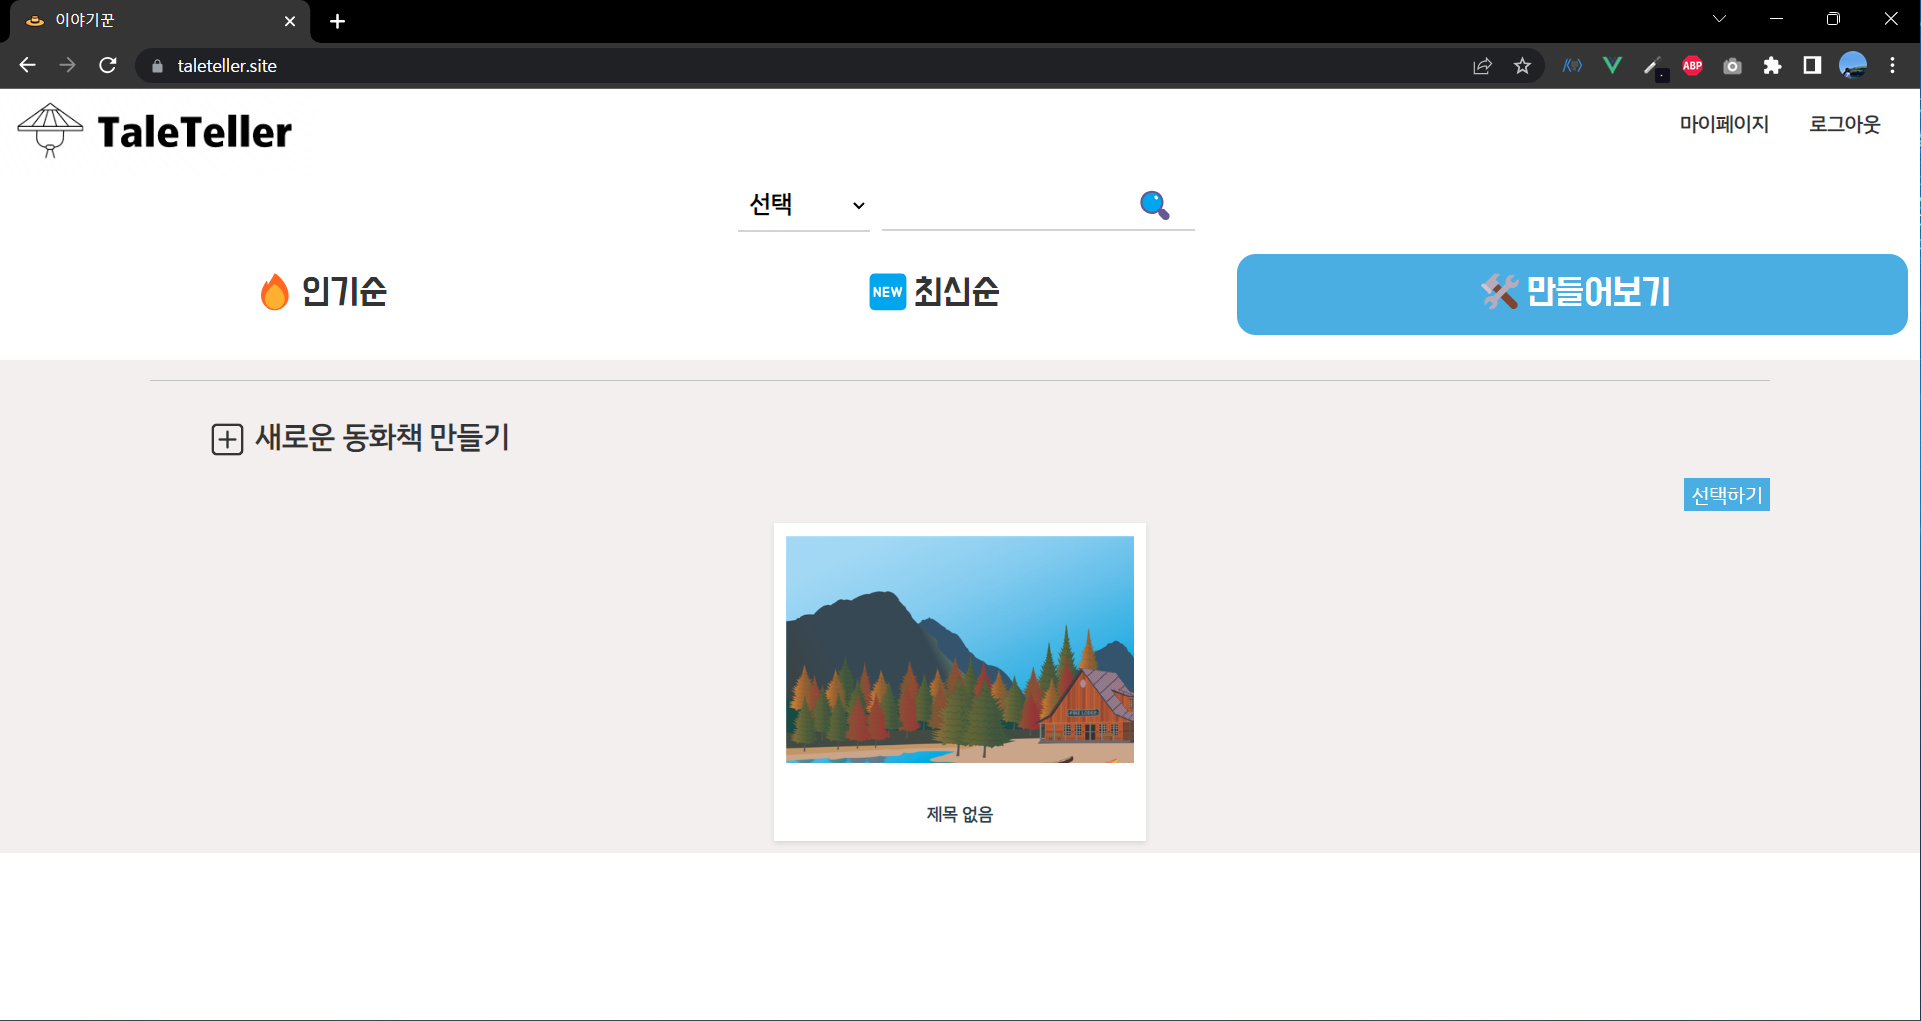 이야기꾼
taleteller.site
ABP
TaleTeller
마이페이지 로그아웃
선택
인기순
NEW 최신순
만들어보기
새로운 동화책 만들기
선택하기
제목 없음